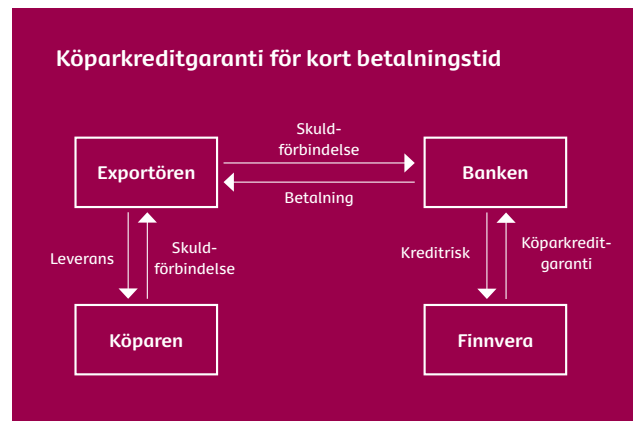 Köparkreditgaranti för kort betalningstid
Skuld-
förbindelse
Exportören
Banken
Betalning
Leverans
Skuld-
förbindelse
Kreditrisk
Köparkredit-
garanti
Köparen
Finnvera